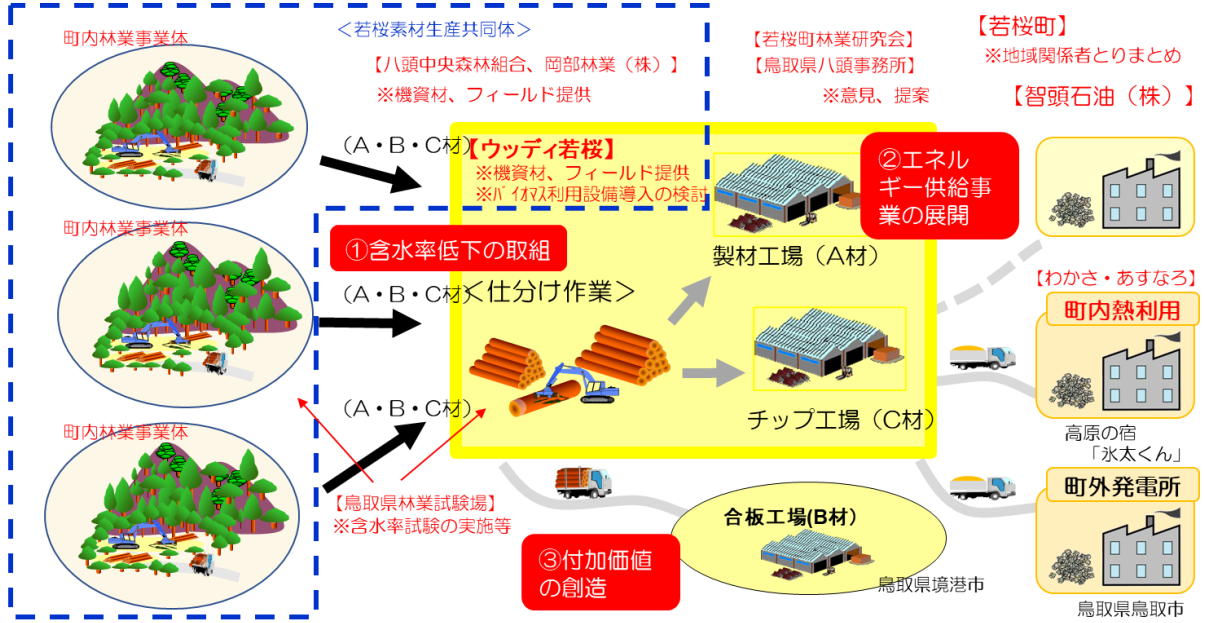 町内林業事業体
＜若桜素材生産共同体＞
【八頭中央森林組合、岡部林業（株）】
※機資材、フィールド提供
【若桜町林業研究会】
【鳥取県八頭事務所】
※意見、提案
【若桜町】
※地域関係者とりまとめ
【智頭石油（株）】
（A・B・C材）
【ウッディ若桜】
※機資材、フィールド提供
※ﾊﾞｲｵﾏｽ利用設備導入の検討
②エネル
ギー供給事
業の展開
町内林業事業体
①含水率低下の取組
製材工場（A材）
（A・B・C材）
＜仕分け作業＞
【わかさ・あすなろ】
町内熱利用
（A・B・C材）
チップ工場（C材）
町内林業事業体
高原の宿
「氷太くん」
【鳥取県林業試験場】
※含水率試験の実施等
町外発電所
合板工場(B材)
③付加価値
の創造
鳥取県境港市
鳥取県鳥取市